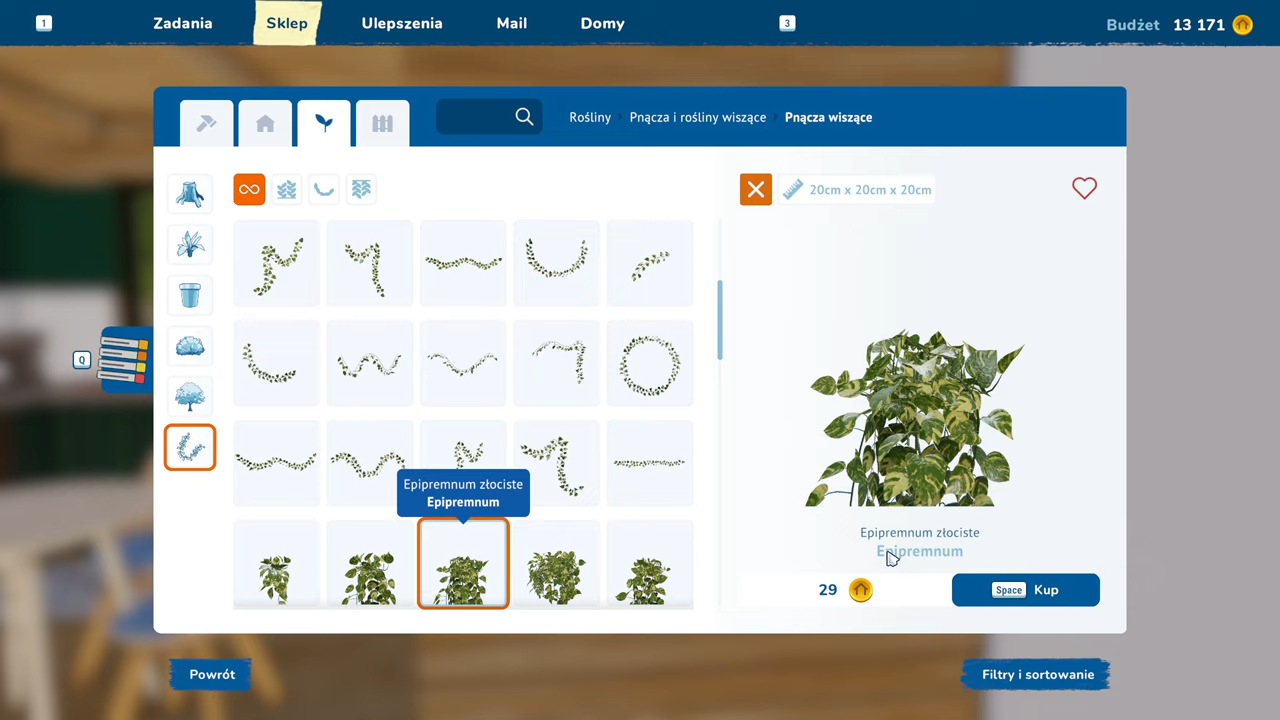 1
Zadania
Sklep
Ulepszenia
Mail
Domy
3
Budżet 13 171
Rośliny
Pnącza i rośliny wiszące
Pnącza wiszące
20cm x 20cm x 20cm
Q
Epipremnum złociste
Epipremnum
Epipremnum złociste
Epipremnum
29
Space Kup
Powrót
Filtry i sortowanie